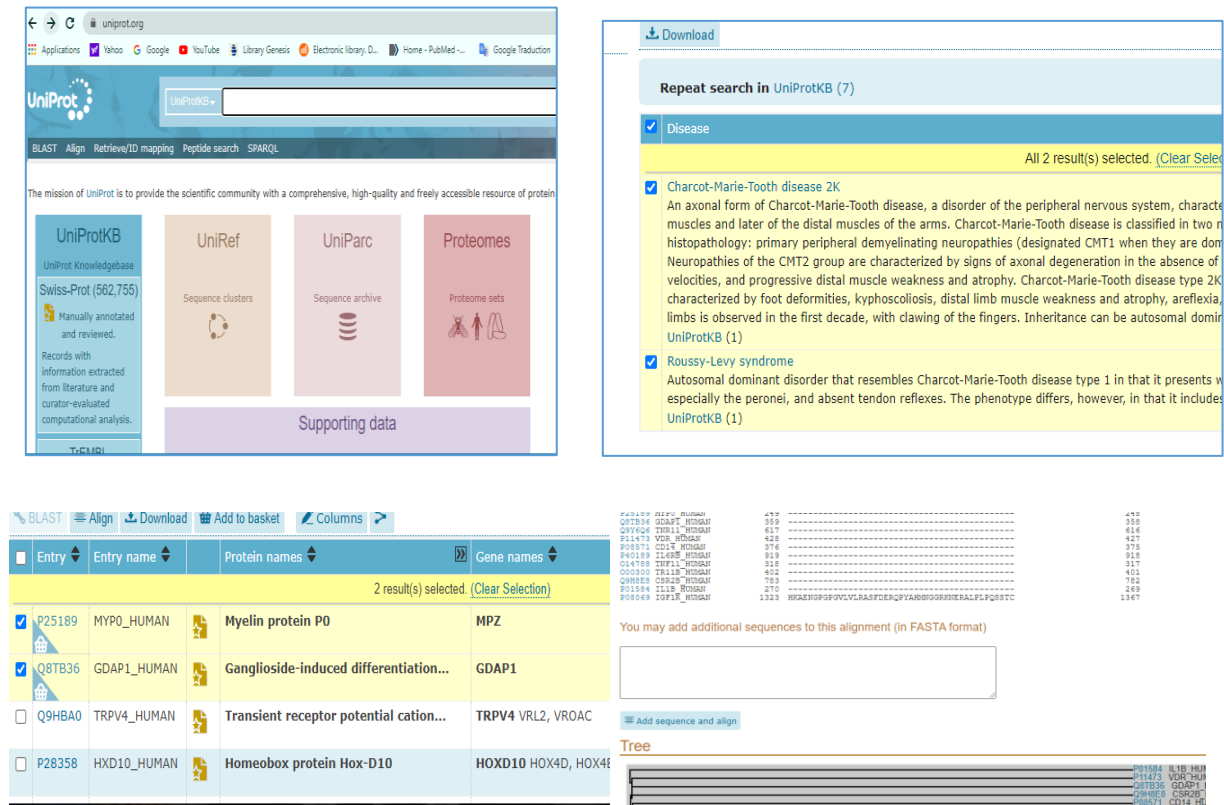 uniprot.org
Applications Yahoo Google YouTube Library Genesis Electronic library. D... Home - PubMed -... Google Traduction
UniProt
UniProtKB
BLAST Align Retrieve/ID mapping Peptide search SPARQL
The mission of UniProt is to provide the scientific community with a comprehensive, high-quality and freely accessible resource of protein
UniProtKB
UniProt Knowledgebase
Swiss-Prot (562,755)
Manually annotated
and reviewed.
Records with
information extracted
from literature and
curator-evaluated
computational analysis.
TrEMBL
UniRef
Sequence clusters
UniParc
Sequence archive
Proteomes
Proteome sets
Supporting data
Download
Repeat search in UniProtKB (7)
Disease
All 2 result(s) selected. (Clear Selec
Charcot-Marie-Tooth disease 2K
An axonal form of Charcot-Marie-Tooth disease, a disorder of the peripheral nervous system, characte
muscles and later of the distal muscles of the arms. Charcot-Marie-Tooth disease is classified in two
histopathology: primary peripheral demyelinating neuropathies (designated CMT1 when they are dom
Neuropathies of the CMT2 group are characterized by signs of axonal degeneration in the absence of
velocities, and progressive distal muscle weakness and atrophy. Charcot-Marie-Tooth disease type 2K
characterized by foot deformities, kyphoscoliosis, distal limb muscle weakness and atrophy, areflexia,
limbs is observed in the first decade, with clawing of the fingers. Inheritance can be autosomal domin
UniProtKB (1)
Roussy-Levy syndrome
Autosomal dominant disorder that resembles Charcot-Marie-Tooth disease type 1 in that it presents w
especially the peronei, and absent tendon reflexes. The phenotype differs, however, in that it includes
UniProtKB (1)
BLAST Align Download Add to basket Columns
Entry Entry name Protein names Gene names
2 result(s) selected. (Clear Selection)
P25189 MYP0_HUMAN Myelin protein P0 MPZ
Q8TB36 GDAP1_HUMAN Ganglioside-induced differentiation... GDAP1
Q9HBA0 TRPV4_HUMAN Transient receptor potential cation... TRPV4 VRL2, VROAC
P28358 HXD10_HUMAN Homeobox protein Hox-D10 HOXD10 HOX4D, HOX4E
P25189 MYP0_HUMAN 249 248
Q8TB36 GDAP1_HUMAN 359 358
Q9Y6Q6 TNR11_HUMAN 617 616
P11473 VDR_HUMAN 428 427
P08571 CD14_HUMAN 376 375
P40189 IL6RB_HUMAN 919 918
O14788 TNF11_HUMAN 318 317
O00300 TR11B_HUMAN 402 401
Q9H8E8 CSR2B_HUMAN 783 782
P01584 IL1B_HUMAN 270 269
P08069 IGF1R_HUMAN 1323 HKAENGPGPGVLVLRASFDERQPYAHMNGGRKNERALPLPQSSTC 1367
You may add additional sequences to this alignment (in FASTA format)
Add sequence and align
Tree
P01584 IL1B_HUM
P11473 VDR_HUM
Q8TB36 GDAP1_
Q9H8E8 CSR2B_
P08571 CD14_HU